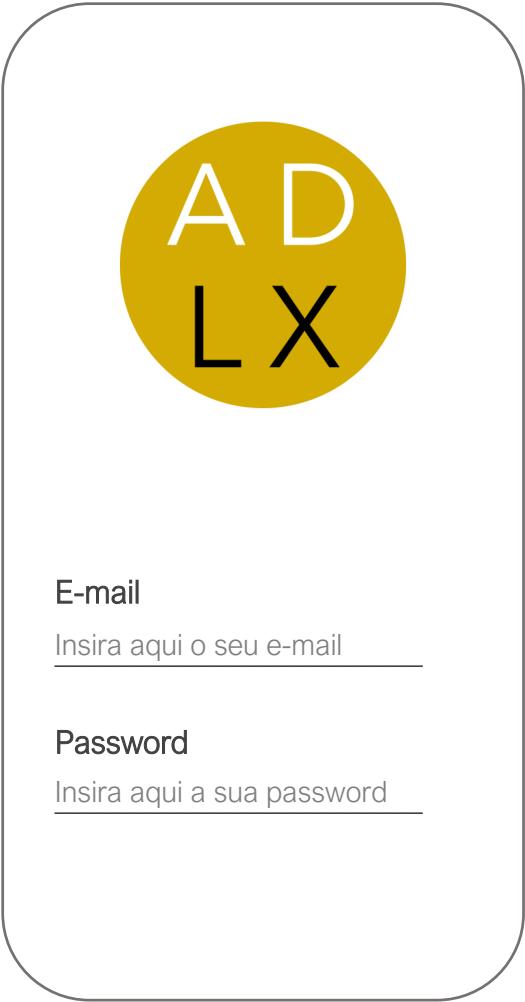 A D
L X
E-mail
Insira aqui o seu e-mail
Password
Insira aqui a sua password